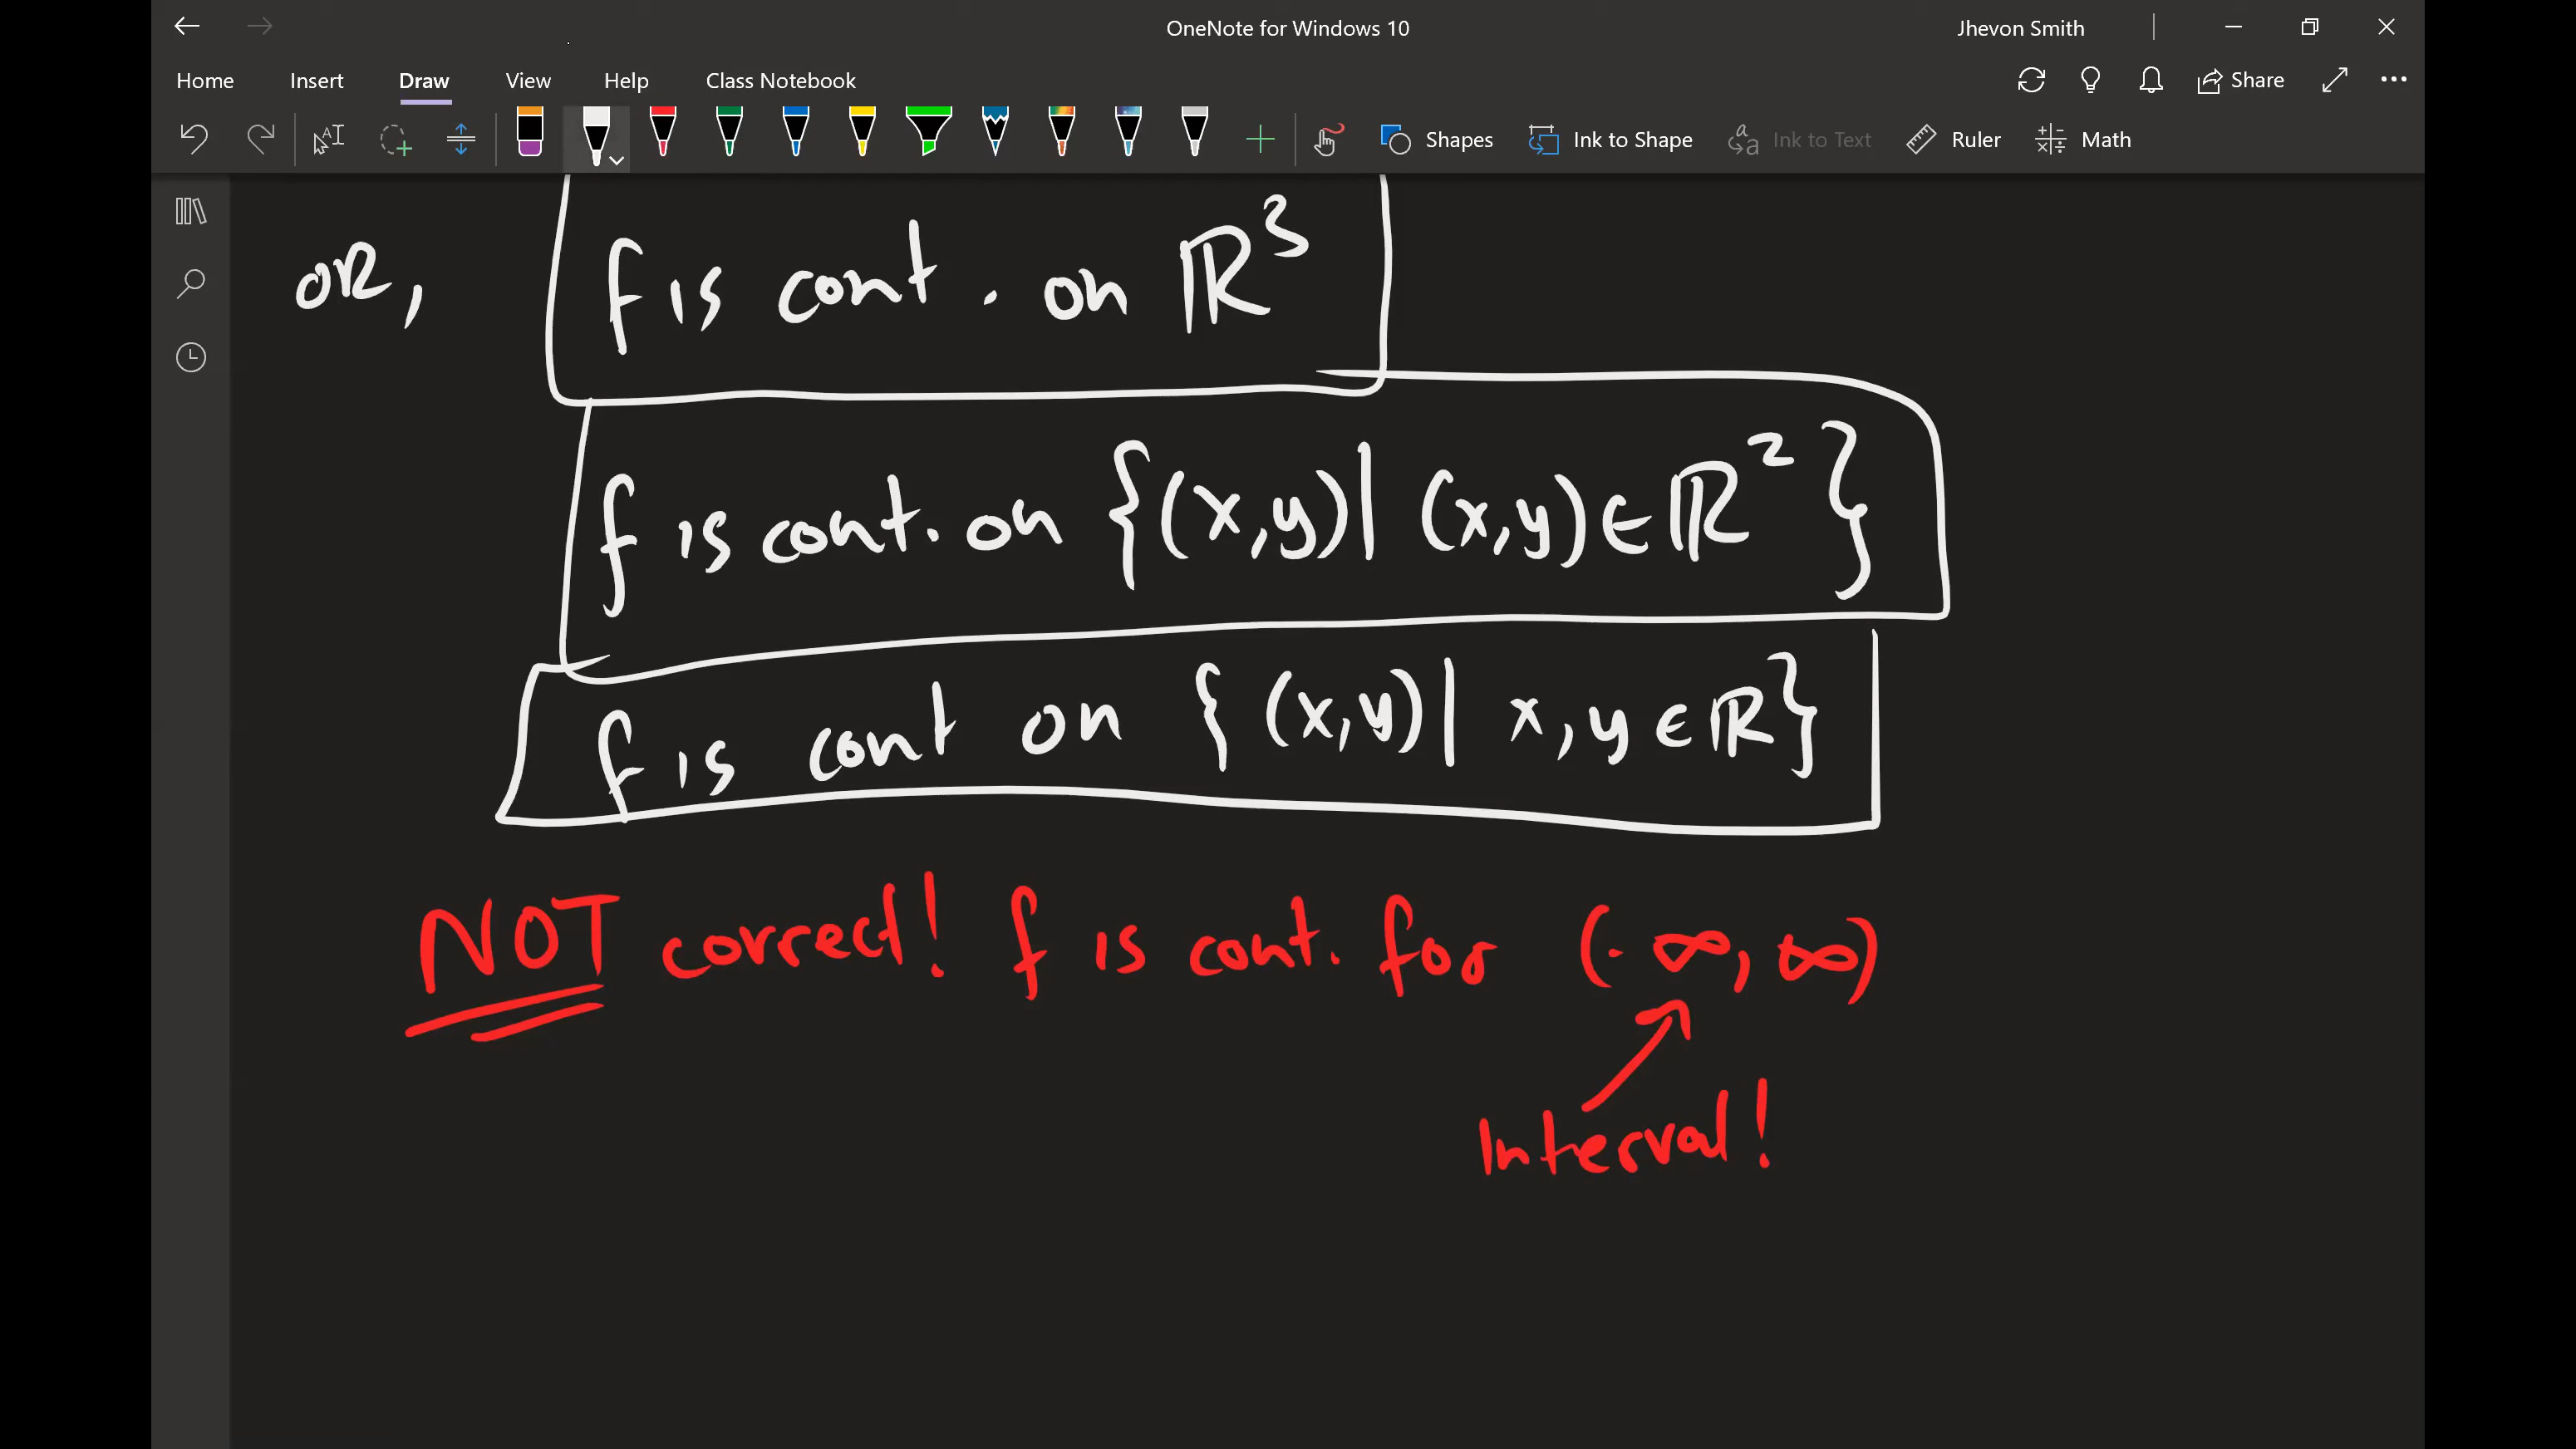 OneNote for Windows 10
Jhevon Smith
Home Insert Draw View Help Class Notebook
Share
Shapes Ink to Shape Ink to Text Ruler Math
OR, f is cont. on ℝ³
f is cont. on {(x,y)| (x,y)∈ℝ²}
f is cont on {(x,y)| x,y∈ℝ}
NOT correct! f is cont. for (-∞,∞)
Interval!